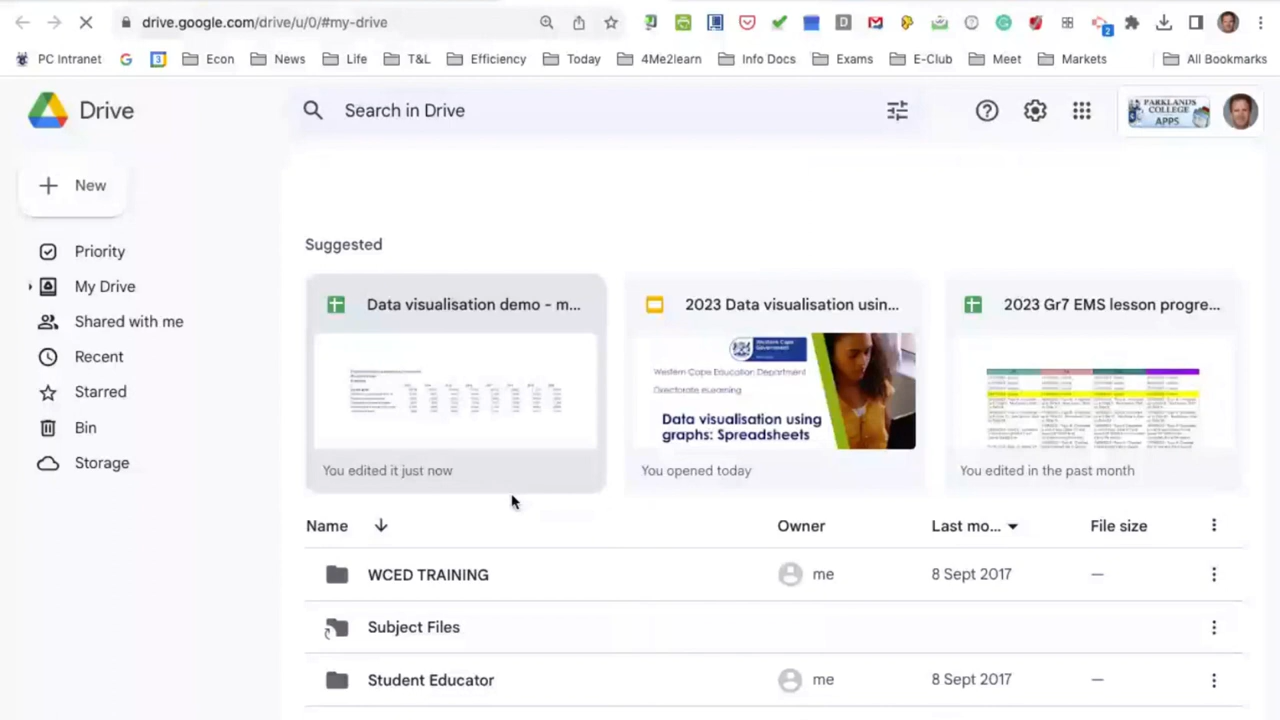 drive.google.com/drive/u/0/#my-drive
2
PC Intranet
Econ
News
Life
T&L
Efficiency
Today
4Me2learn
Info Docs
Exams
E-Club
Meet
Markets
All Bookmarks
Drive
Search in Drive
PARKLANDS
COLLEGE
APPS
New
Priority
My Drive
Shared with me
Recent
Starred
Bin
Storage
Suggested
Data visualisation demo - m...
2023 Data visualisation usin...
2023 Gr7 EMS lesson progre...
Western Cape
Government
Western Cape Education Department
Directorate eLearning
Data visualisation using
graphs: Spreadsheets
You edited it just now
You opened today
You edited in the past month
Name
Owner
Last mo...
File size
WCED TRAINING
me
8 Sept 2017
—
Subject Files
Student Educator
me
8 Sept 2017
—